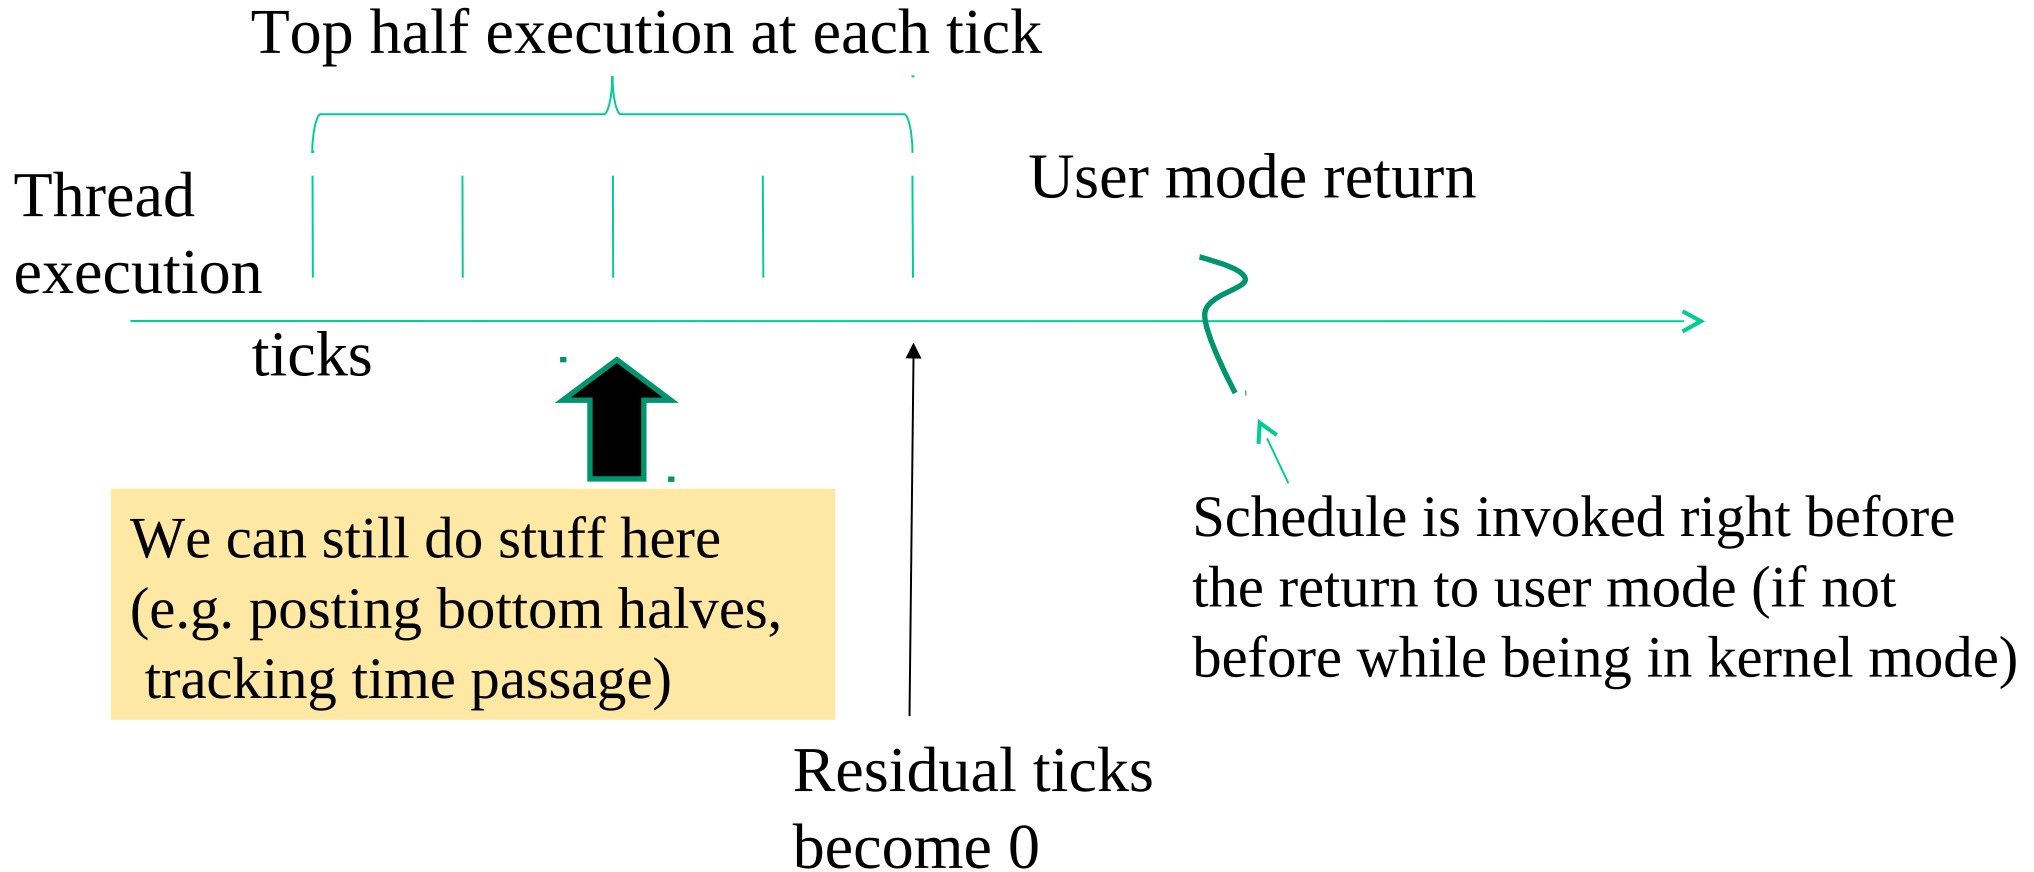 Top half execution at each tick
User mode return
Thread
execution
ticks
We can still do stuff here
(e.g. posting bottom halves,
tracking time passage)
Schedule is invoked right before
the return to user mode (if not
before while being in kernel mode)
Residual ticks
become 0